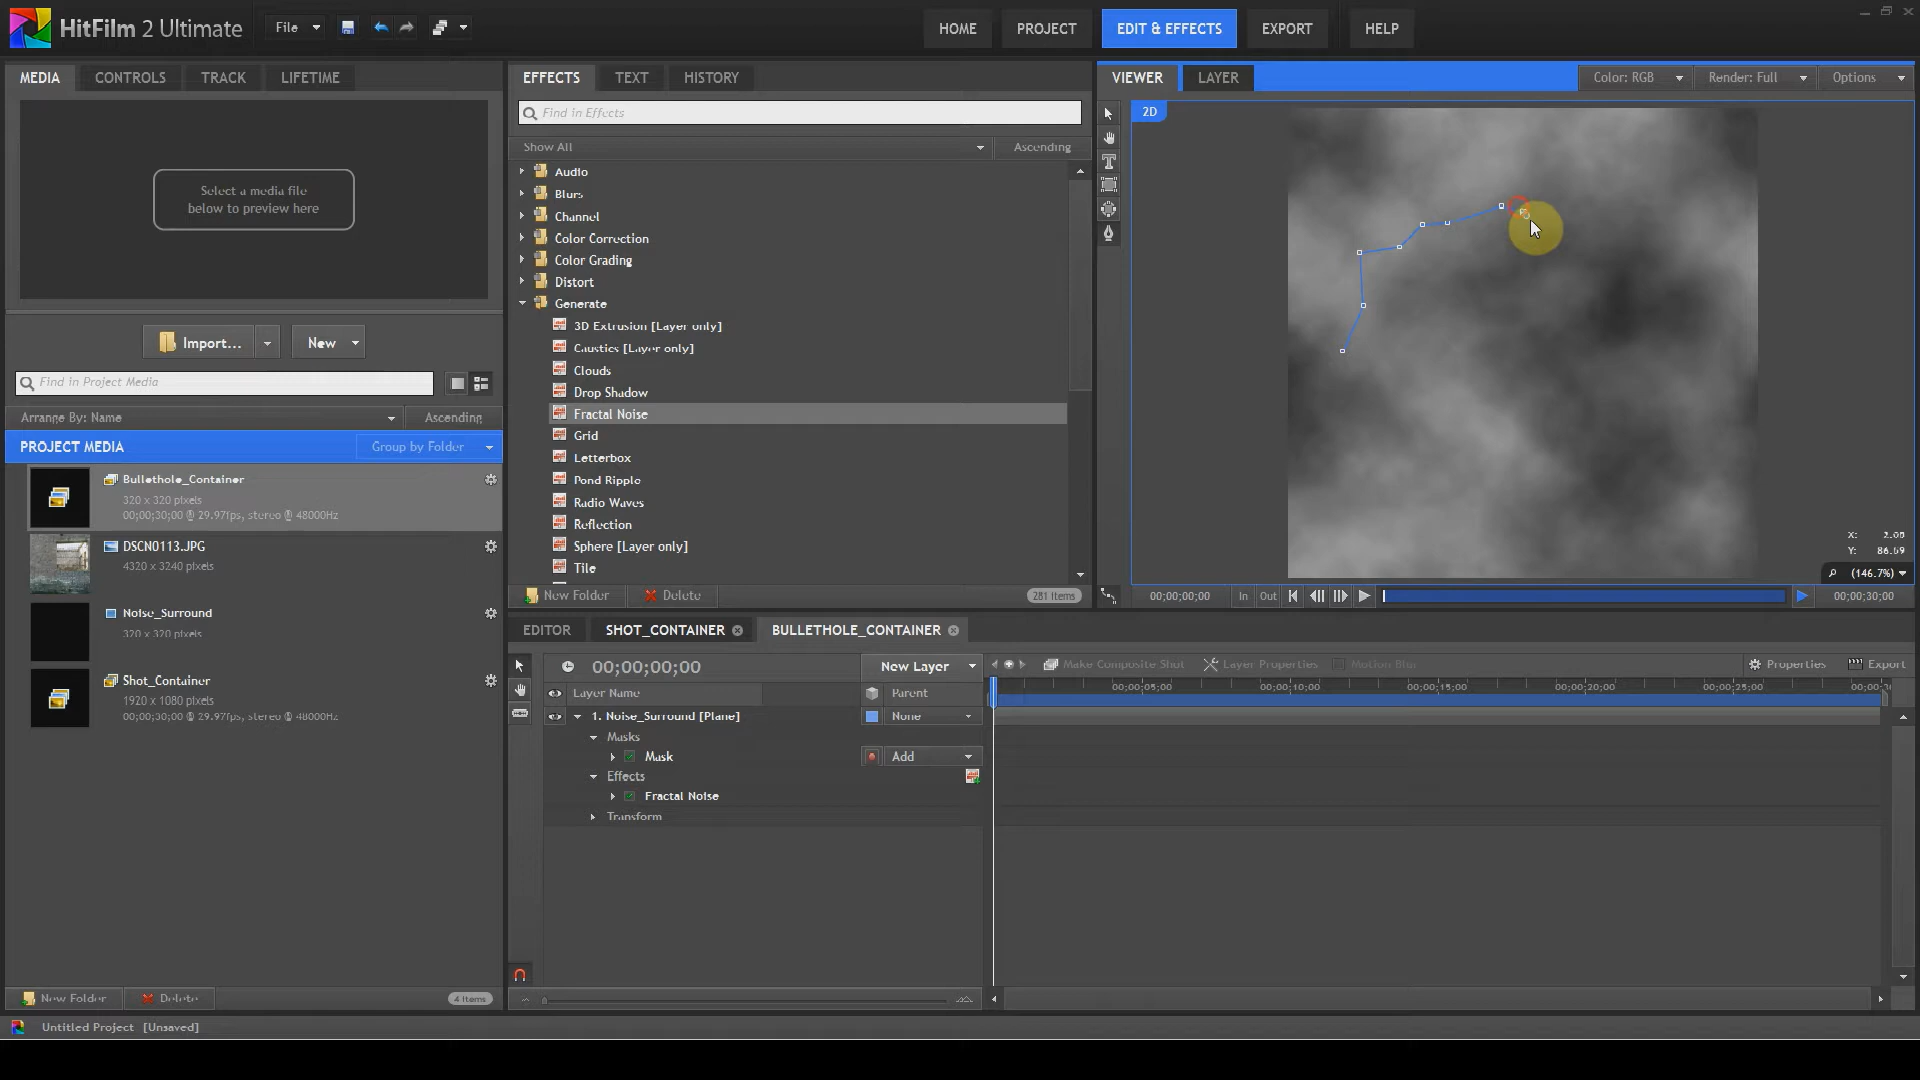 HitFilm 2 Ultimate
File
HOME
PROJECT
EDIT & EFFECTS
EXPORT
HELP
MEDIA
CONTROLS
TRACK
LIFETIME
Select a media file
below to preview here
Import...
New
Find in Project Media
Arrange By: Name
Ascending
PROJECT MEDIA
Group by Folder
Bullethole_Container
320 x 320 pixels
00;00;30;00 @ 29.97fps, stereo @ 48000Hz
DSCN0113.JPG
4320 x 3240 pixels
Noise_Surround
320 x 320 pixels
Shot_Container
1920 x 1080 pixels
00;00;30;00 @ 29.97fps, stereo @ 48000Hz
New Folder
Delete
4 Items
EFFECTS
TEXT
HISTORY
Find in Effects
Show All
Ascending
Audio
Blurs
Channel
Color Correction
Color Grading
Distort
Generate
3D Extrusion [Layer only]
Caustics [Layer only]
Clouds
Drop Shadow
Fractal Noise
Grid
Letterbox
Pond Ripple
Radio Waves
Reflection
Sphere [Layer only]
Tile
New Folder
Delete
281 Items
VIEWER
LAYER
Color: RGB
Render: Full
Options
2D
X:
Y: 86.69
(146.7%)
00;00;00;00
In
Out
00;00;30;00
EDITOR
SHOT_CONTAINER
BULLETHOLE_CONTAINER
00;00;00;00
New Layer
Make Composite Shot
Layer Properties
Motion Blur
Properties
Export
Layer Name
Parent
00;00;05;00
00;00;10;00
00;00;15;00
00;00;20;00
00;00;25;00
1. Noise_Surround [Plane]
None
Masks
Mask
Add
Effects
Fractal Noise
Transform
Untitled Project [Unsaved]